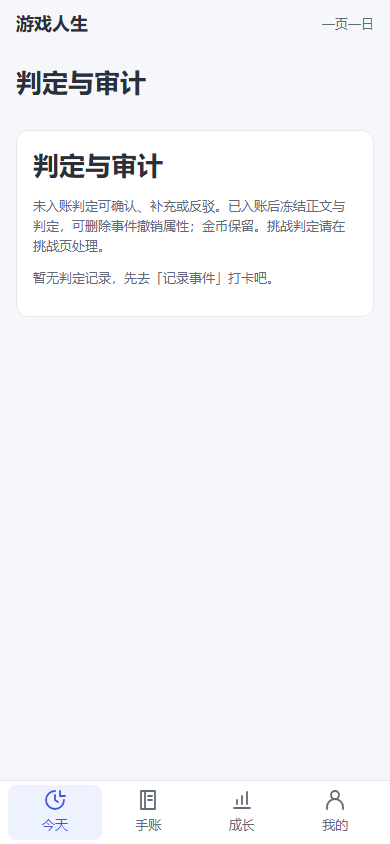 游戏人生
一页一日
判定与审计
判定与审计
未入账判定可确认、补充或反驳。已入账后冻结正文与
判定，可删除事件撤销属性；金币保留。挑战判定请在
挑战页处理。
暂无判定记录，先去「记录事件」打卡吧。
今天
手账
成长
我的